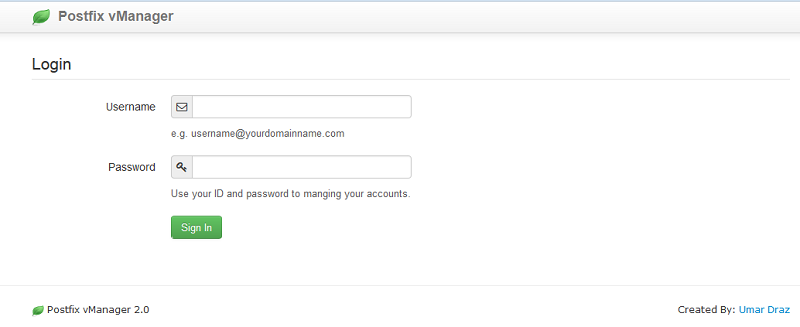 Postfix vManager
Login
Username
e.g. username@yourdomainname.com
Password
Use your ID and password to manging your accounts.
Sign In
Postfix vManager 2.0
Created By: Umar Draz